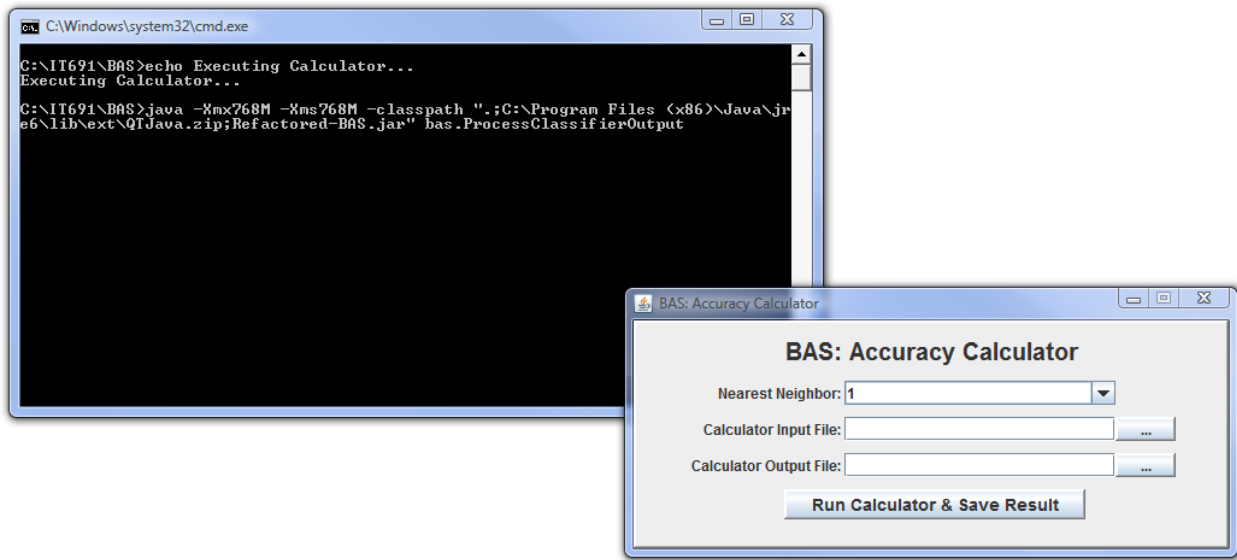 C:\Windows\system32\cmd.exe
C:\IT691\BAS>echo Executing Calculator...
Executing Calculator...
C:\IT691\BAS>java -Xmx768M -Xms768M -classpath ".;C:\Program Files (x86)\Java\jr
e6\lib\ext\QTJava.zip;Refactored-BAS.jar" bas.ProcessClassifierOutput
BAS: Accuracy Calculator
BAS: Accuracy Calculator
Nearest Neighbor: 1
Calculator Input File: ...
Calculator Output File: ...
Run Calculator & Save Result